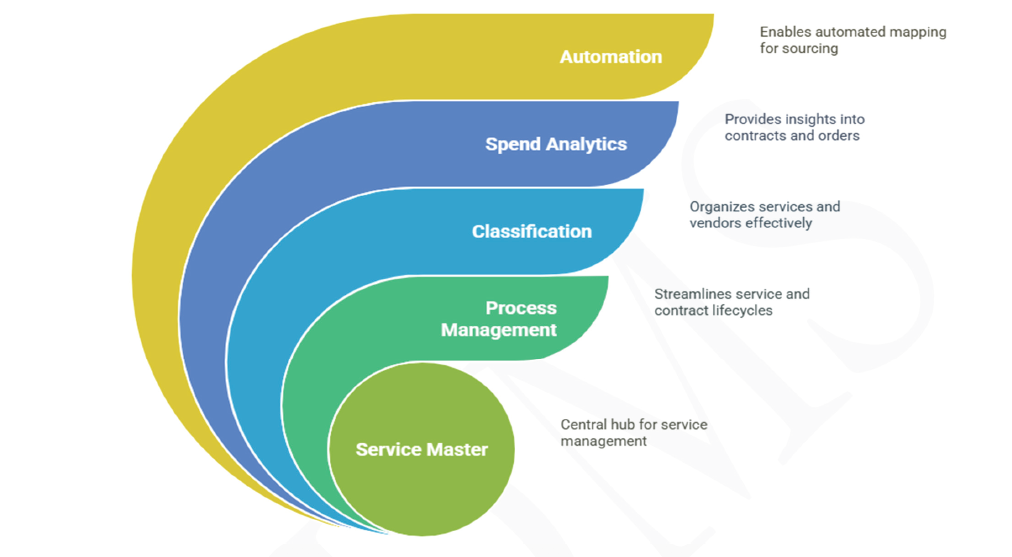 Automation
Enables automated mapping
for sourcing
Spend Analytics
Provides insights into
contracts and orders
Classification
Organizes services and
vendors effectively
Process
Management
Streamlines service and
contract lifecycles
Service Master
Central hub for service
management